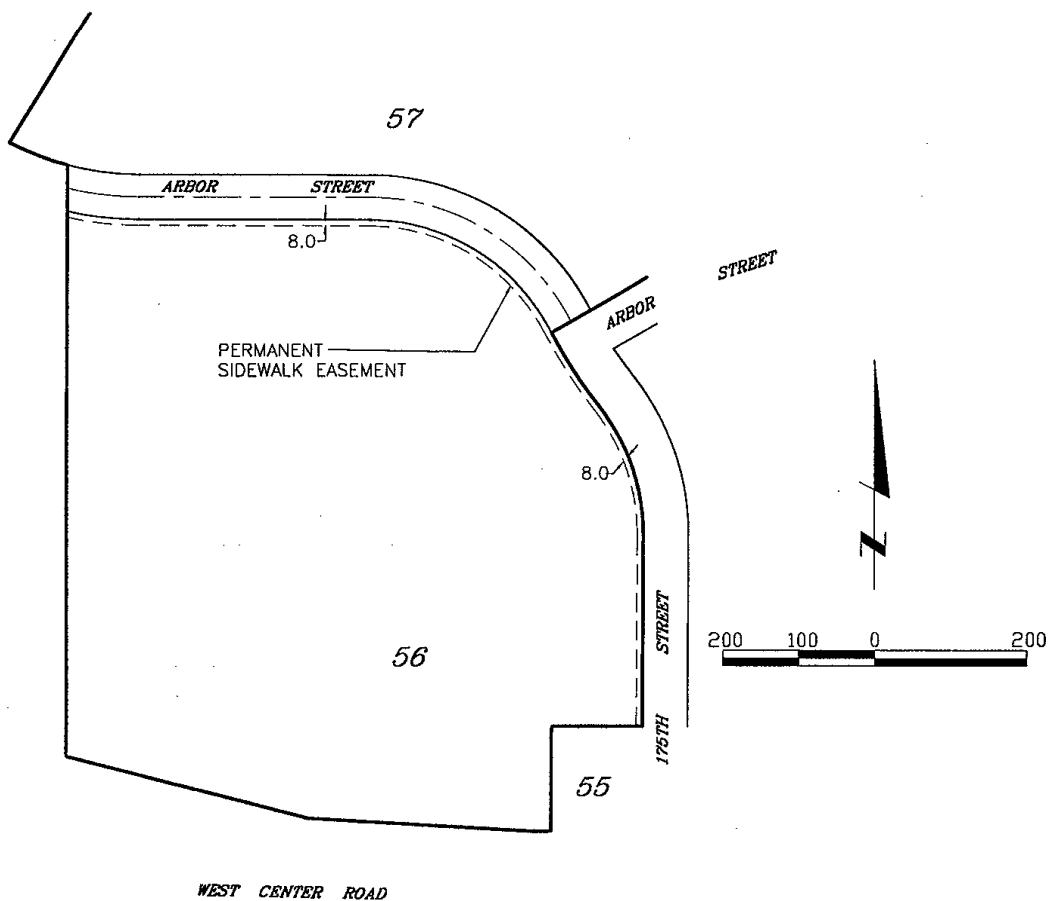 57
ARBOR STREET
8.0
STREET
ARBOR
PERMANENT
SIDEWALK EASEMENT
8.0
N
STREET
175TH
200 100 0 200
56
55
WEST CENTER ROAD